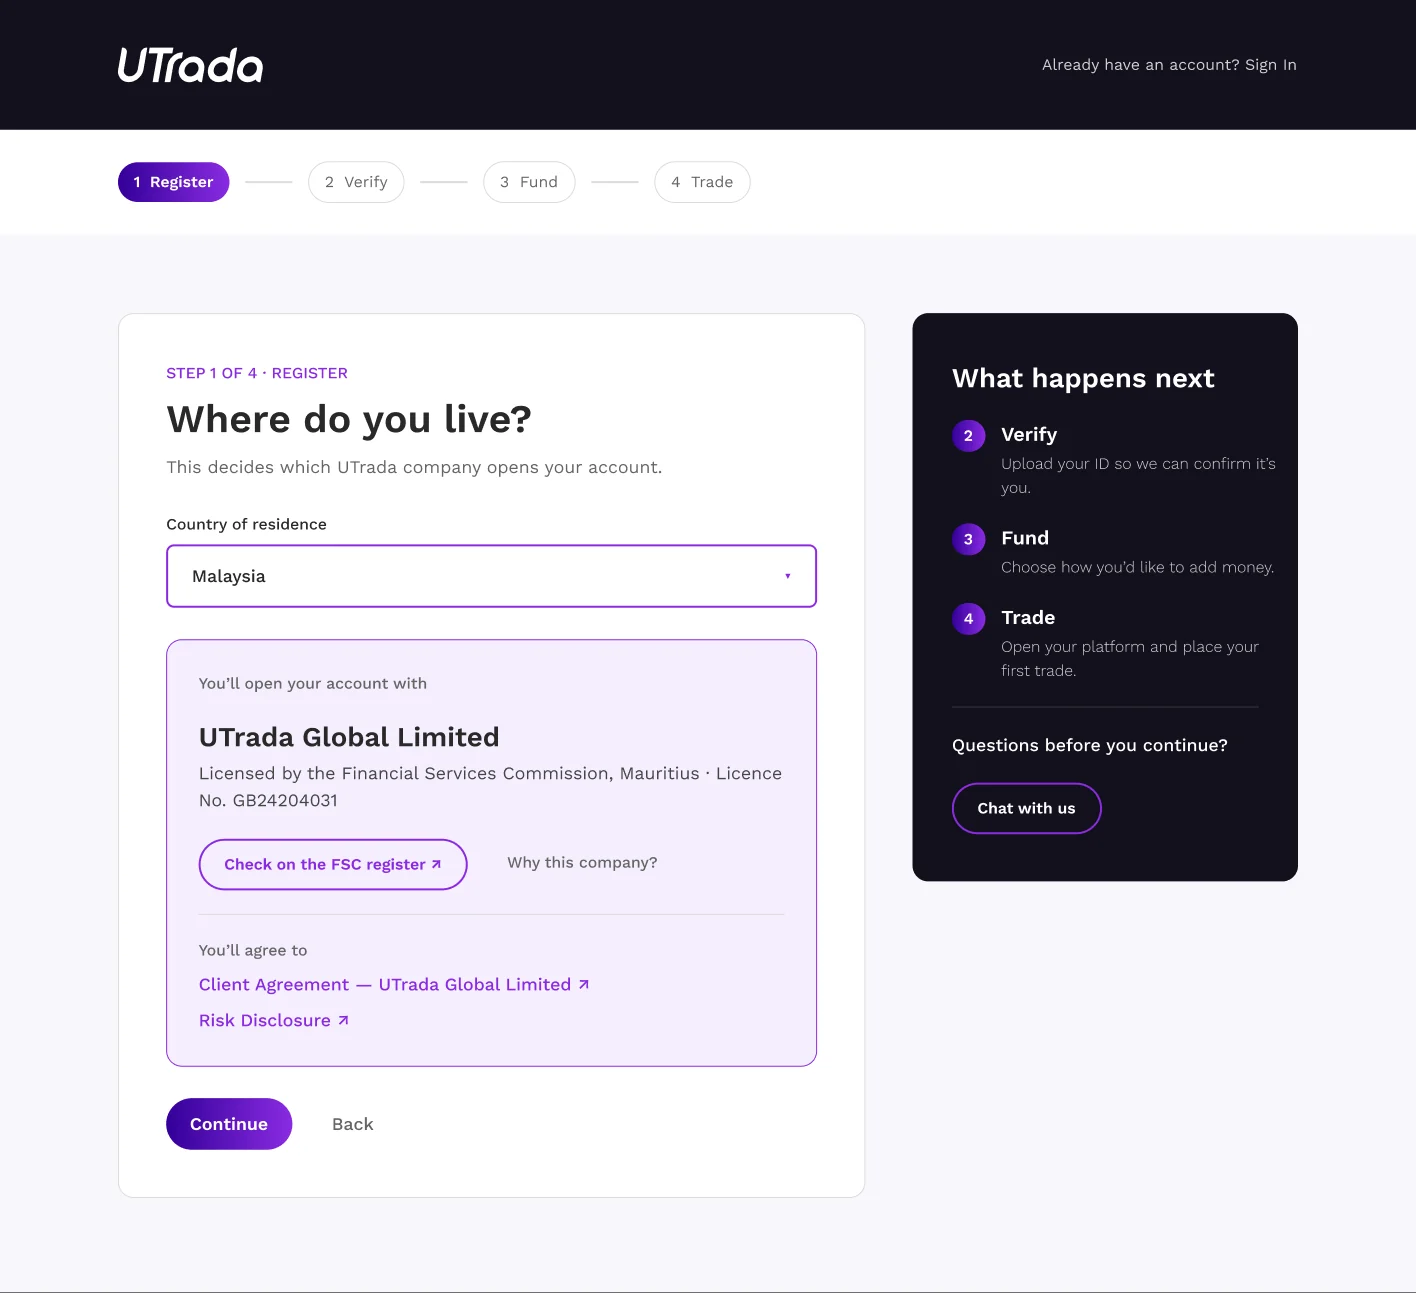 UTrada
Already have an account? Sign In
1 Register
2 Verify
3 Fund
4 Trade
STEP 1 OF 4 · REGISTER
Where do you live?
This decides which UTrada company opens your account.
Country of residence
Malaysia
You’ll open your account with
UTrada Global Limited
Licensed by the Financial Services Commission, Mauritius · Licence
No. GB24204031
Check on the FSC register ↗
Why this company?
You’ll agree to
Client Agreement — UTrada Global Limited ↗
Risk Disclosure ↗
Continue
Back
What happens next
2 Verify
Upload your ID so we can confirm it’s
you.
3 Fund
Choose how you’d like to add money.
4 Trade
Open your platform and place your
first trade.
Questions before you continue?
Chat with us